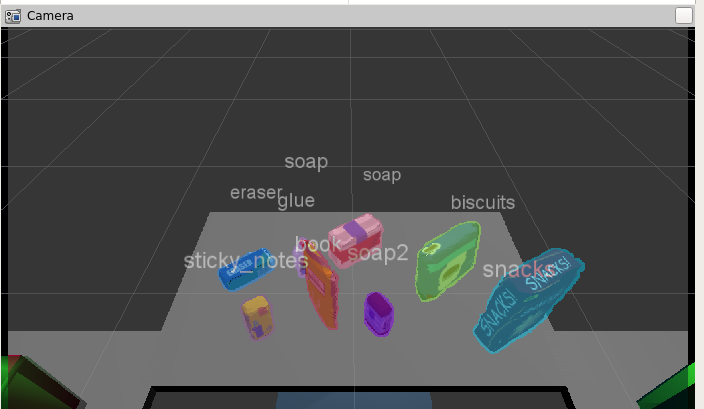 Camera
soap
soap
eraser
glue
biscuits
book
soap2
sticky_notes
snacks
SNACKS!
SNACKS!